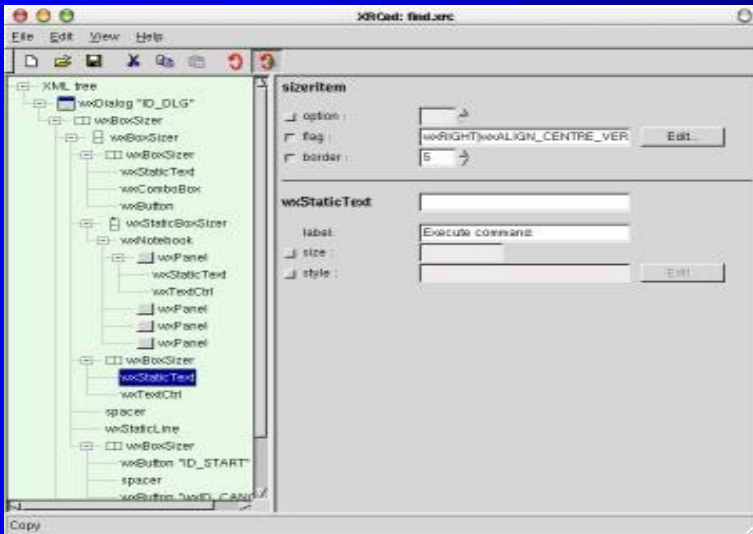 XRCed: find.xrc
File Edit View Help
XML tree
wxDialog "ID_DLG"
wxBoxSizer
wxBoxSizer
wxBoxSizer
wxStaticText
wxComboBox
wxButton
wxStaticBoxSizer
wxNotebook
wxPanel
wxStaticText
wxTextCtrl
wxPanel
wxPanel
wxPanel
wxBoxSizer
wxStaticText
wxTextCtrl
spacer
wxStaticLine
wxBoxSizer
wxButton "ID_START"
spacer
wxButton "wxID_CANC
sizeritem
option :
flag : wxRIGHT|wxALIGN_CENTRE_VER Edit...
border : 5
wxStaticText
label: Execute command:
size :
style : Edit...
Copy